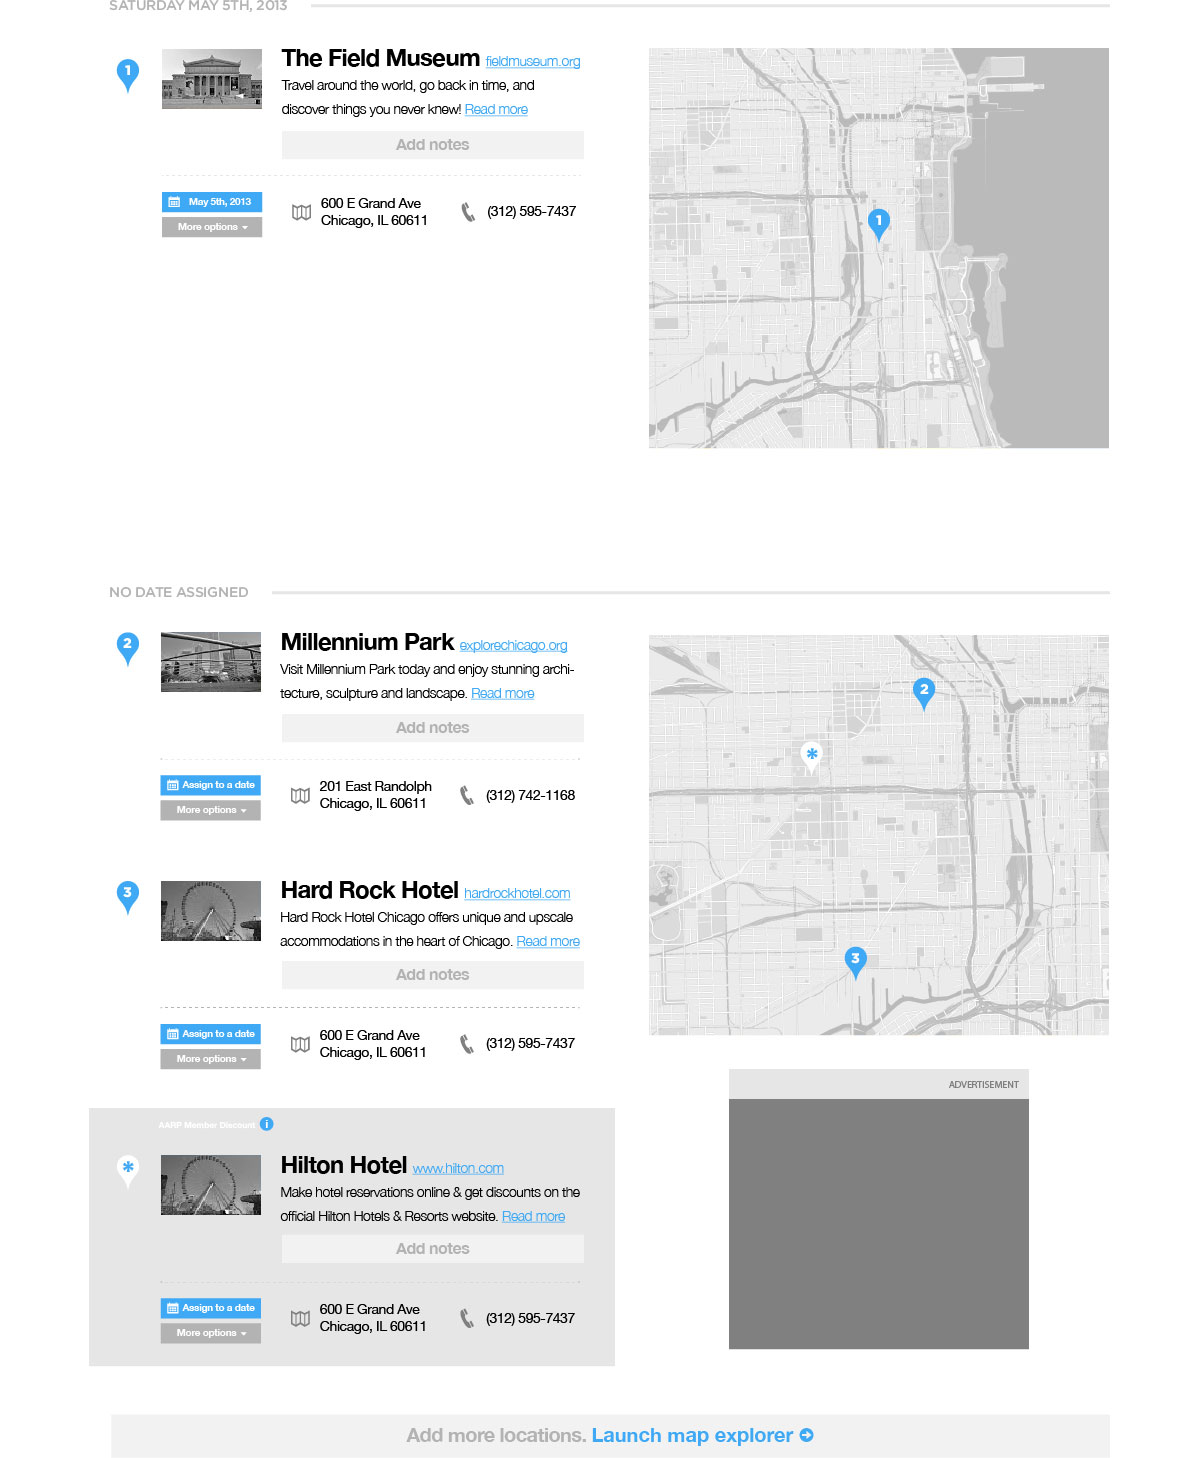 SATURDAY MAY 5TH, 2013
1
The Field Museum fieldmuseum.org
Travel around the world, go back in time, and
discover things you never knew! Read more
Add notes
May 5th, 2013
More options
600 E Grand Ave
Chicago, IL 60611
(312) 595-7437
1
NO DATE ASSIGNED
2
Millennium Park explorechicago.org
Visit Millennium Park today and enjoy stunning archi-
tecture, sculpture and landscape. Read more
Add notes
Assign to a date
More options
201 East Randolph
Chicago, IL 60611
(312) 742-1168
3
Hard Rock Hotel hardrockhotel.com
Hard Rock Hotel Chicago offers unique and upscale
accommodations in the heart of Chicago. Read more
Add notes
Assign to a date
More options
600 E Grand Ave
Chicago, IL 60611
(312) 595-7437
2
*
3
ADVERTISEMENT
AARP Member Discount i
*
Hilton Hotel www.hilton.com
Make hotel reservations online & get discounts on the
official Hilton Hotels & Resorts website. Read more
Add notes
Assign to a date
More options
600 E Grand Ave
Chicago, IL 60611
(312) 595-7437
Add more locations. Launch map explorer